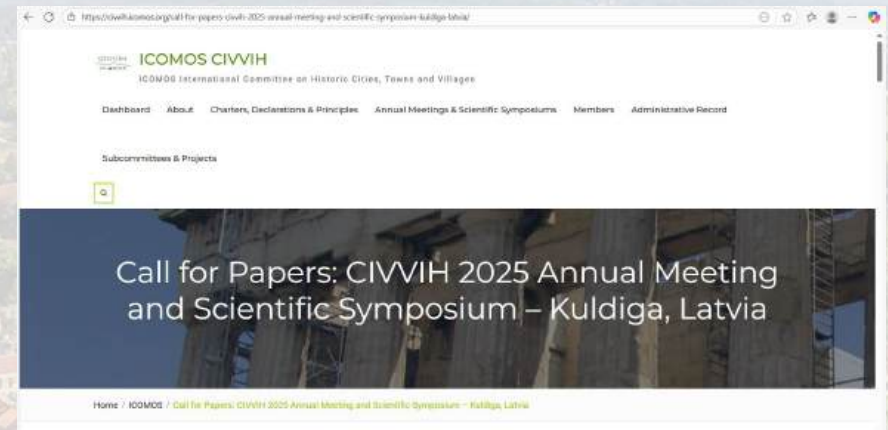 https://civvih.icomos.org/call-for-papers-civvih-2025-annual-meeting-and-scientific-symposium-kuldiga-latvia/
ICOMOS CIVVIH
ICOMOS International Committee on Historic Cities, Towns and Villages
Dashboard About Charters, Declarations & Principles Annual Meetings & Scientific Symposiums Members Administrative Record
Subcommittees & Projects
Call for Papers: CIVVIH 2025 Annual Meeting
and Scientific Symposium – Kuldiga, Latvia
Home / ICOMOS / Call for Papers: CIVVIH 2025 Annual Meeting and Scientific Symposium – Kuldiga, Latvia